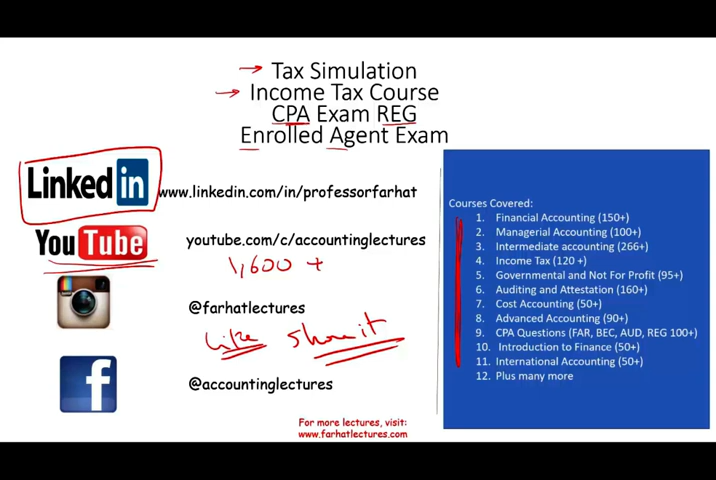 Tax Simulation
Income Tax Course
CPA Exam REG
Enrolled Agent Exam
Linked in
www.linkedin.com/in/professorfarhat
YouTube
youtube.com/c/accountinglectures
1,600 +
@farhatlectures
Like Share it
f
@accountinglectures
For more lectures, visit:
www.farhatlectures.com
Courses Covered:
1. Financial Accounting (150+)
2. Managerial Accounting (100+)
3. Intermediate accounting (266+)
4. Income Tax (120 +)
5. Governmental and Not For Profit (95+)
6. Auditing and Attestation (160+)
7. Cost Accounting (50+)
8. Advanced Accounting (90+)
9. CPA Questions (FAR, BEC, AUD, REG 100+)
10. Introduction to Finance (50+)
11. International Accounting (50+)
12. Plus many more